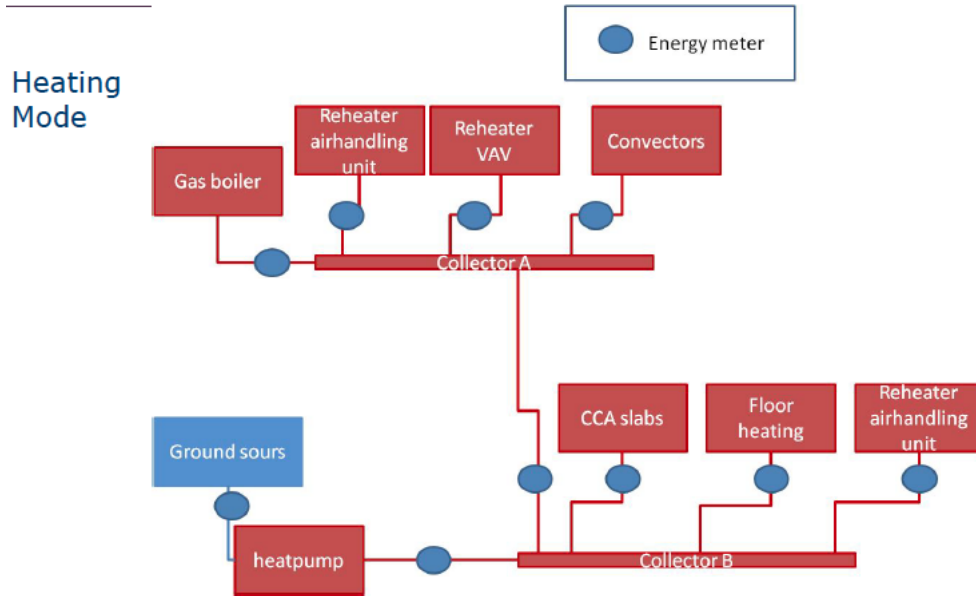 Heating
Mode
Energy meter
Gas boiler
Reheater
airhandling
unit
Reheater
VAV
Convectors
Collector A
Ground sours
heatpump
CCA slabs
Floor
heating
Reheater
airhandling
unit
Collector B